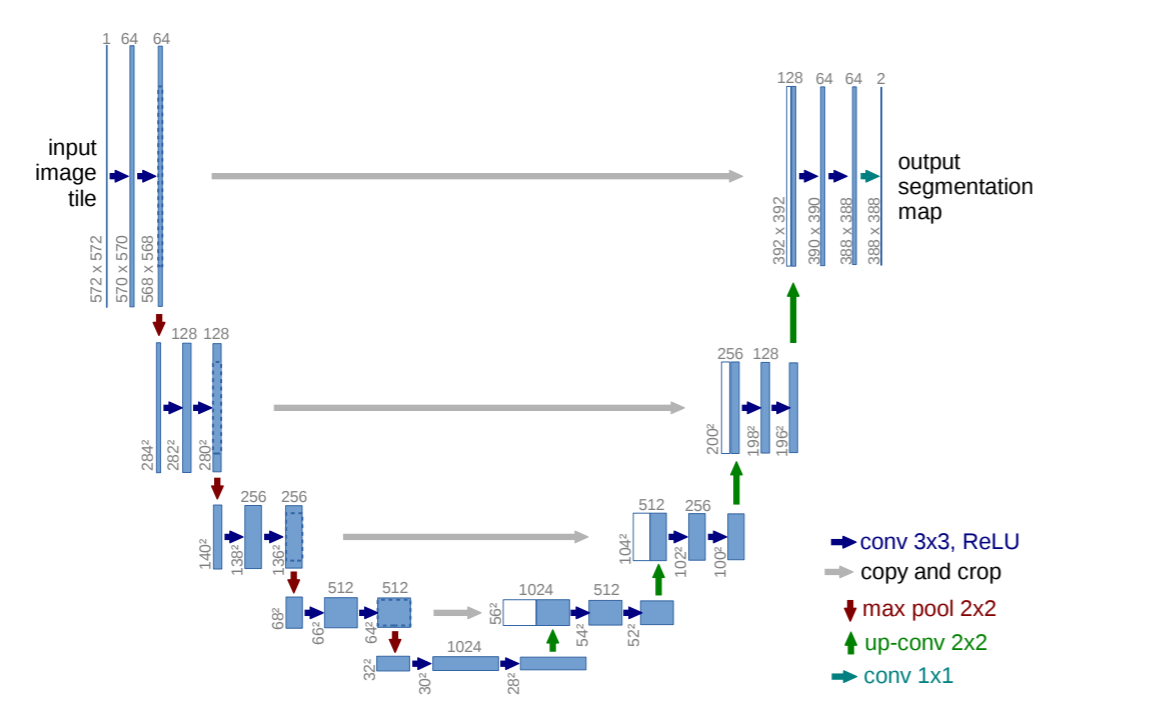 1 64 64
128 64 64 2
input
image
tile
output
segmentation
map
572 x 572
570 x 570
568 x 568
392 x 392
390 x 390
388 x 388
388 x 388
128 128
256 128
284²
282²
280²
200²
198²
196²
256 256
512 256
140²
138²
136²
104²
102²
100²
512 512
1024 512
68²
66²
64²
56²
54²
52²
1024
32²
30²
28²
conv 3x3, ReLU
copy and crop
max pool 2x2
up-conv 2x2
conv 1x1